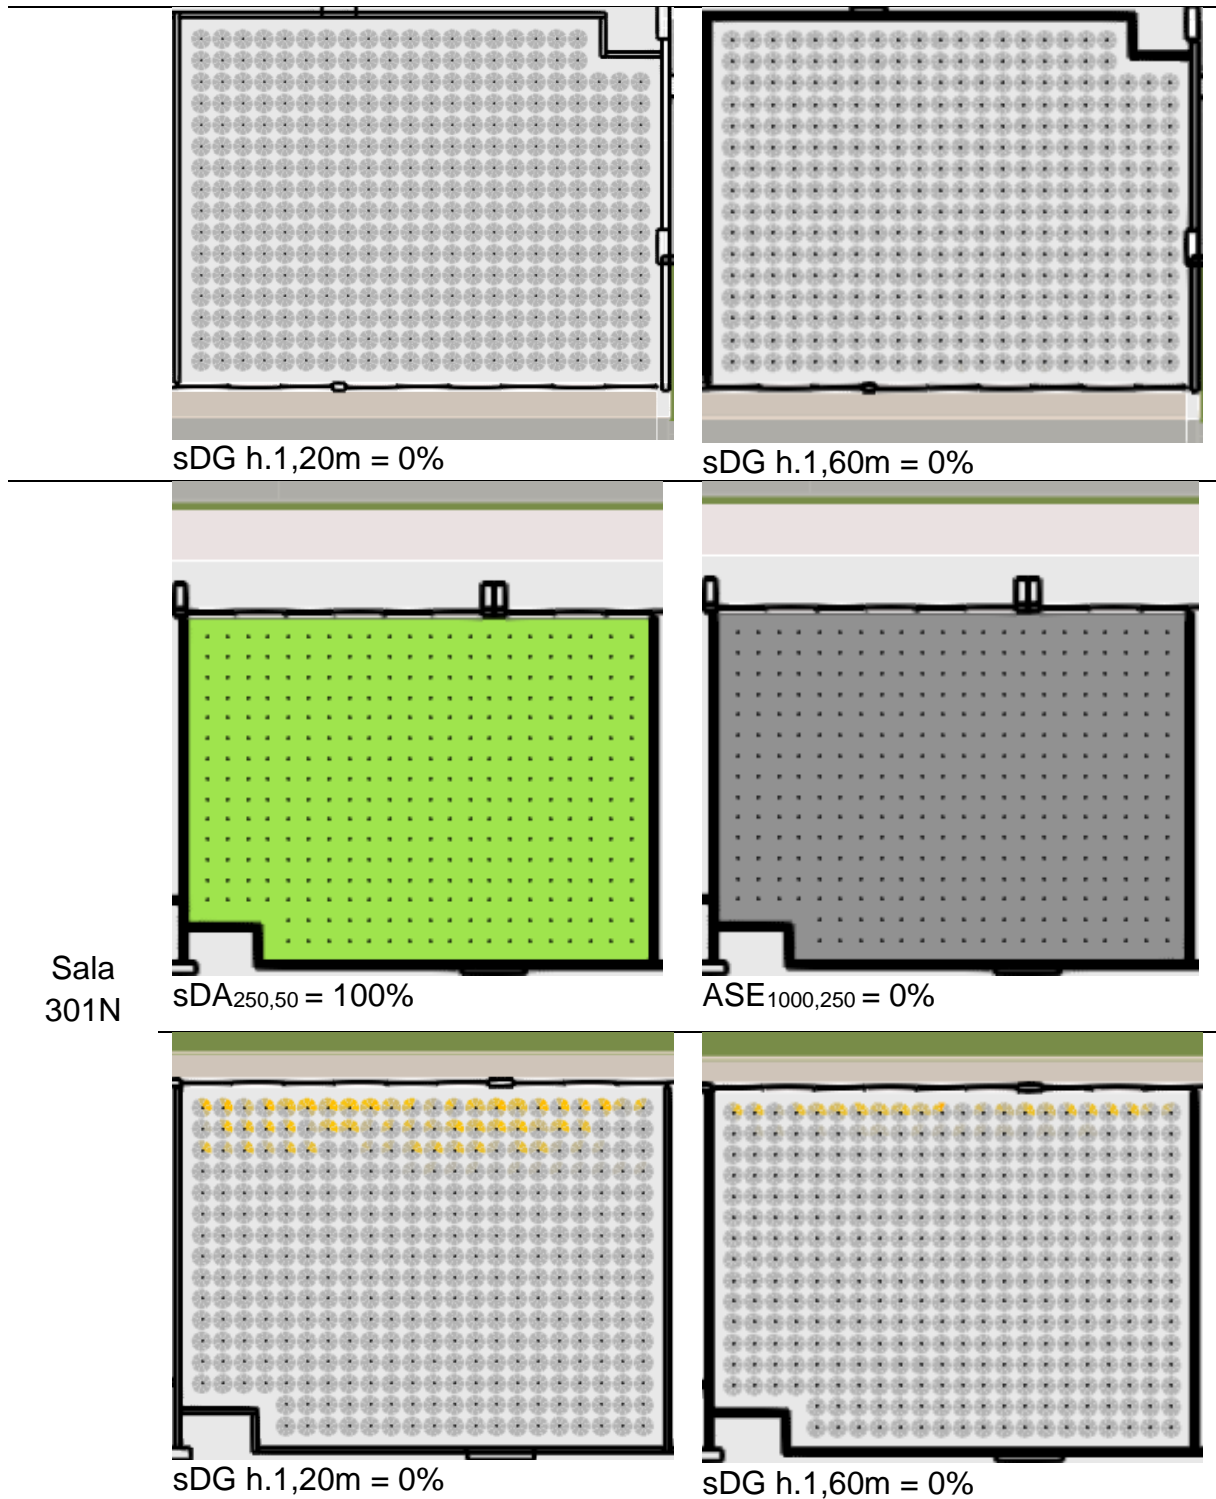 sDG h.1,20m = 0%
sDG h.1,60m = 0%
Sala
301N
sDA250,50 = 100%
ASE1000,250 = 0%
sDG h.1,20m = 0%
sDG h.1,60m = 0%